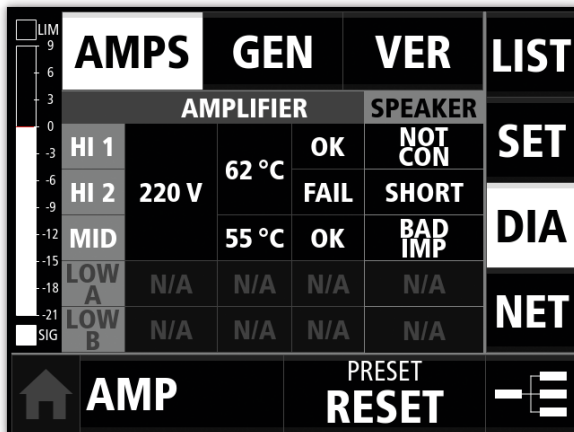 LIM
9
6
3
0
-3
-6
-9
-12
-15
-18
-21
SIG
AMPS GEN VER
AMPLIFIER SPEAKER
HI 1 220 V 62 °C OK NOT CON
HI 2 FAIL SHORT
MID 55 °C OK BAD IMP
LOW A N/A N/A N/A N/A
LOW B N/A N/A N/A N/A
LIST
SET
DIA
NET
AMP
PRESET
RESET